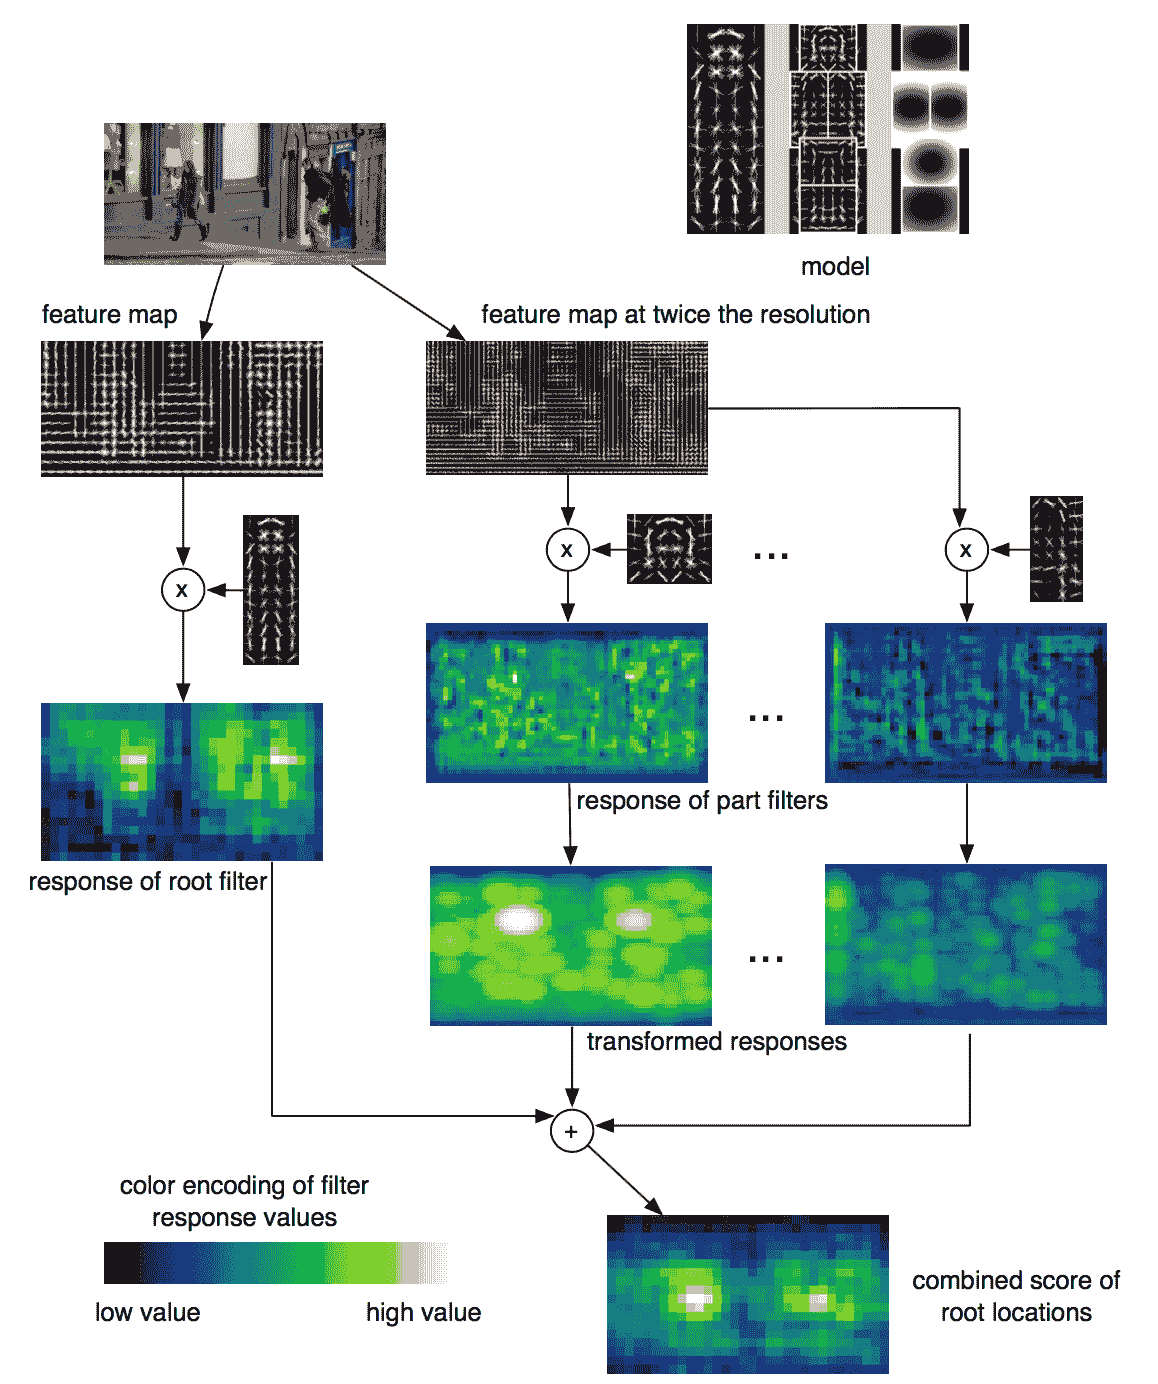 model
feature map
feature map at twice the resolution
x
x
...
x
...
response of part filters
response of root filter
...
transformed responses
+
color encoding of filter
response values
low value
high value
combined score of
root locations